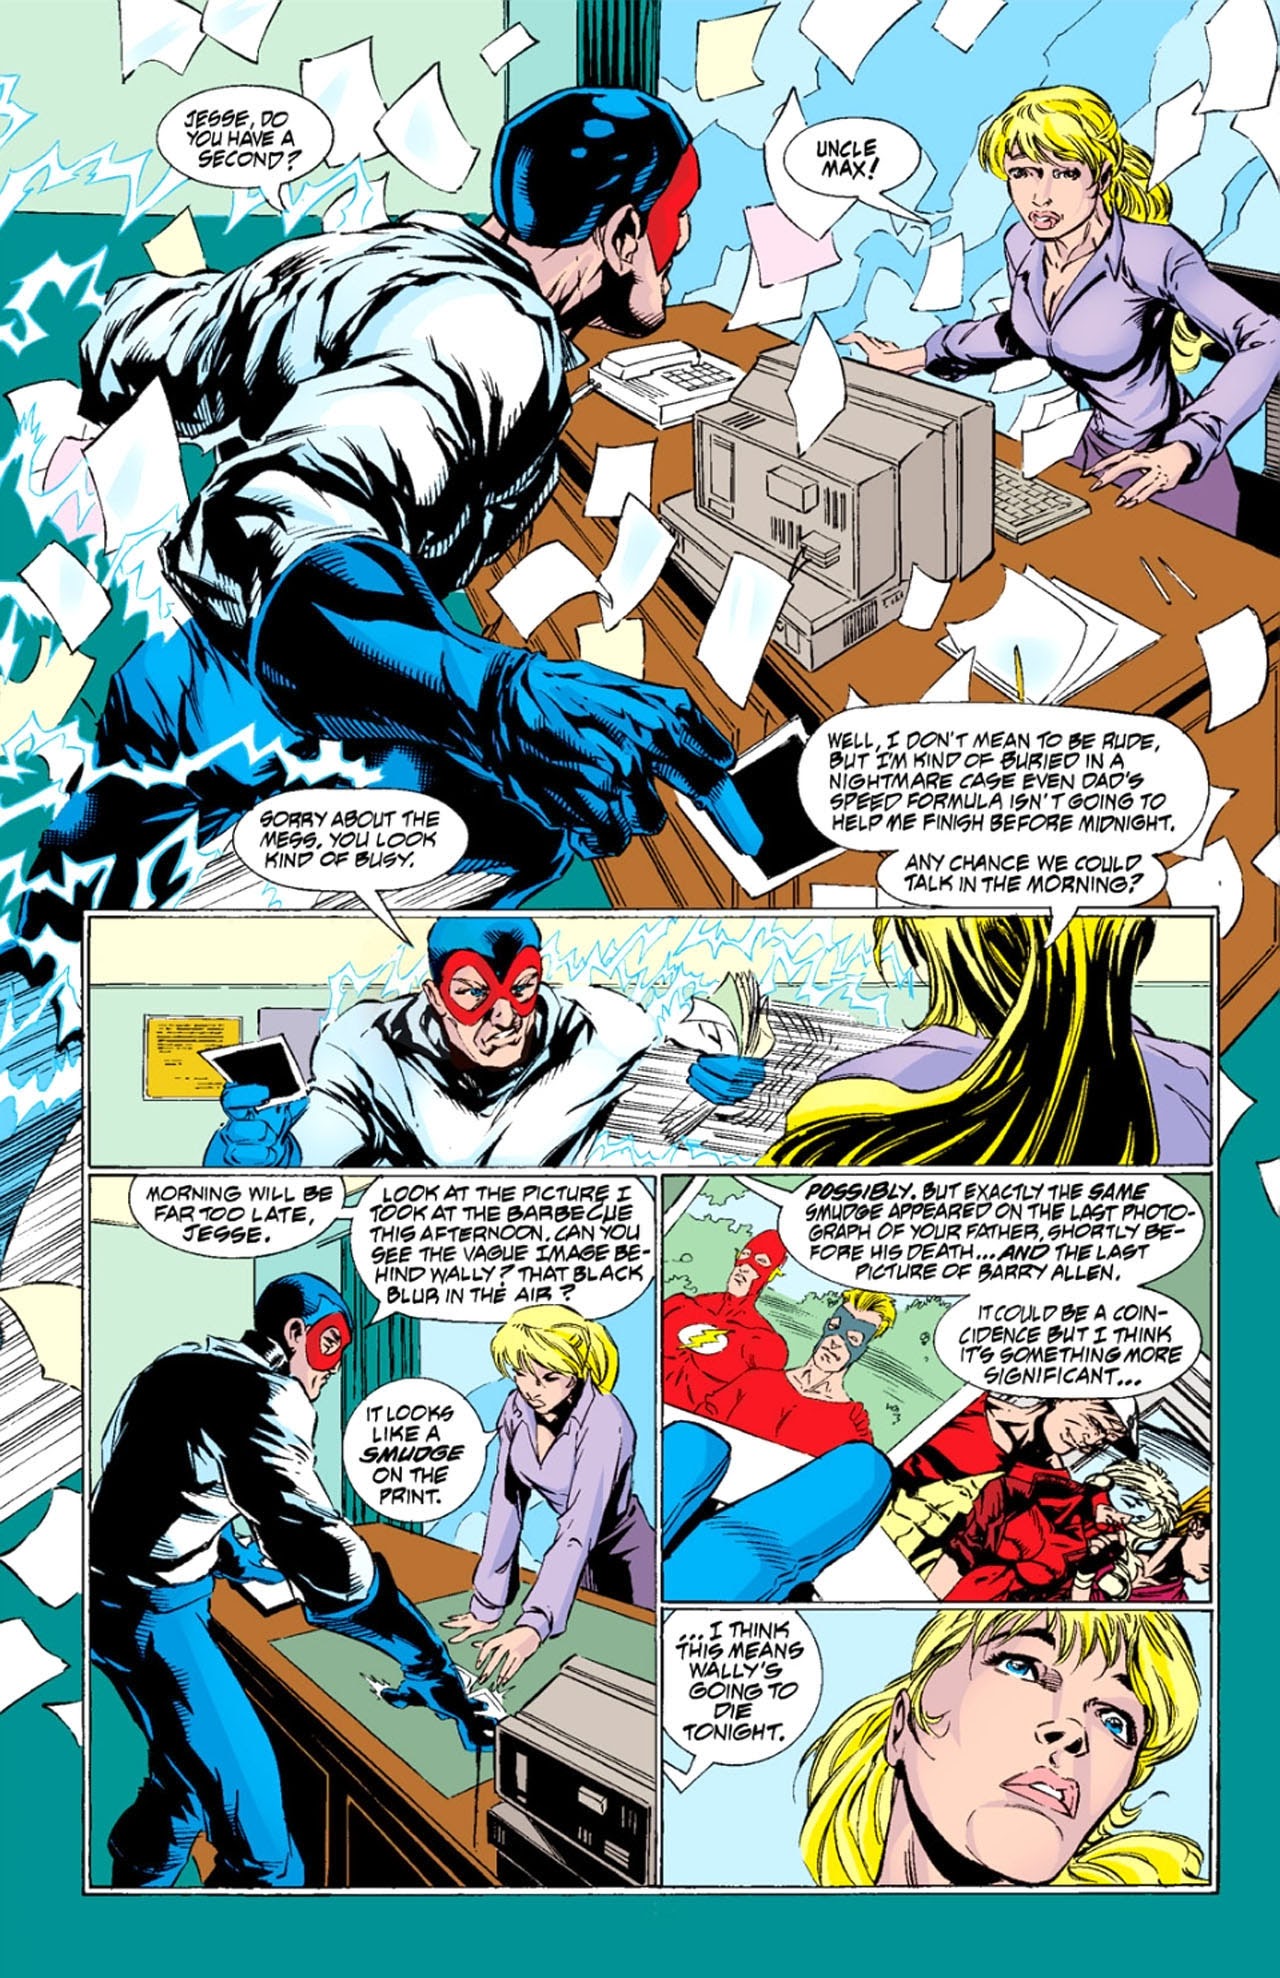 JESSE, DO
YOU HAVE A
SECOND?
UNCLE
MAX!
SORRY ABOUT THE
MESS. YOU LOOK
KIND OF BUSY.
WELL, I DON'T MEAN TO BE RUDE,
BUT I'M KIND OF BURIED IN A
NIGHTMARE CASE EVEN DAD'S
SPEED FORMULA ISN'T GOING TO
HELP ME FINISH BEFORE MIDNIGHT.
ANY CHANCE WE COULD
TALK IN THE MORNING?
MORNING WILL BE
FAR TOO LATE,
JESSE.
LOOK AT THE PICTURE I
TOOK AT THE BARBECUE
THIS AFTERNOON. CAN YOU
SEE THE VAGUE IMAGE BE-
HIND WALLY? THAT BLACK
BLUR IN THE AIR?
IT LOOKS
LIKE A
SMUDGE
ON THE
PRINT.
POSSIBLY. BUT EXACTLY THE SAME
SMUDGE APPEARED ON THE LAST PHOTO-
GRAPH OF YOUR FATHER, SHORTLY BE-
FORE HIS DEATH... AND THE LAST
PICTURE OF BARRY ALLEN.
IT COULD BE A COIN-
CIDENCE BUT I THINK
IT'S SOMETHING MORE
SIGNIFICANT...
...I THINK
THIS MEANS
WALLY'S
GOING TO
DIE
TONIGHT.